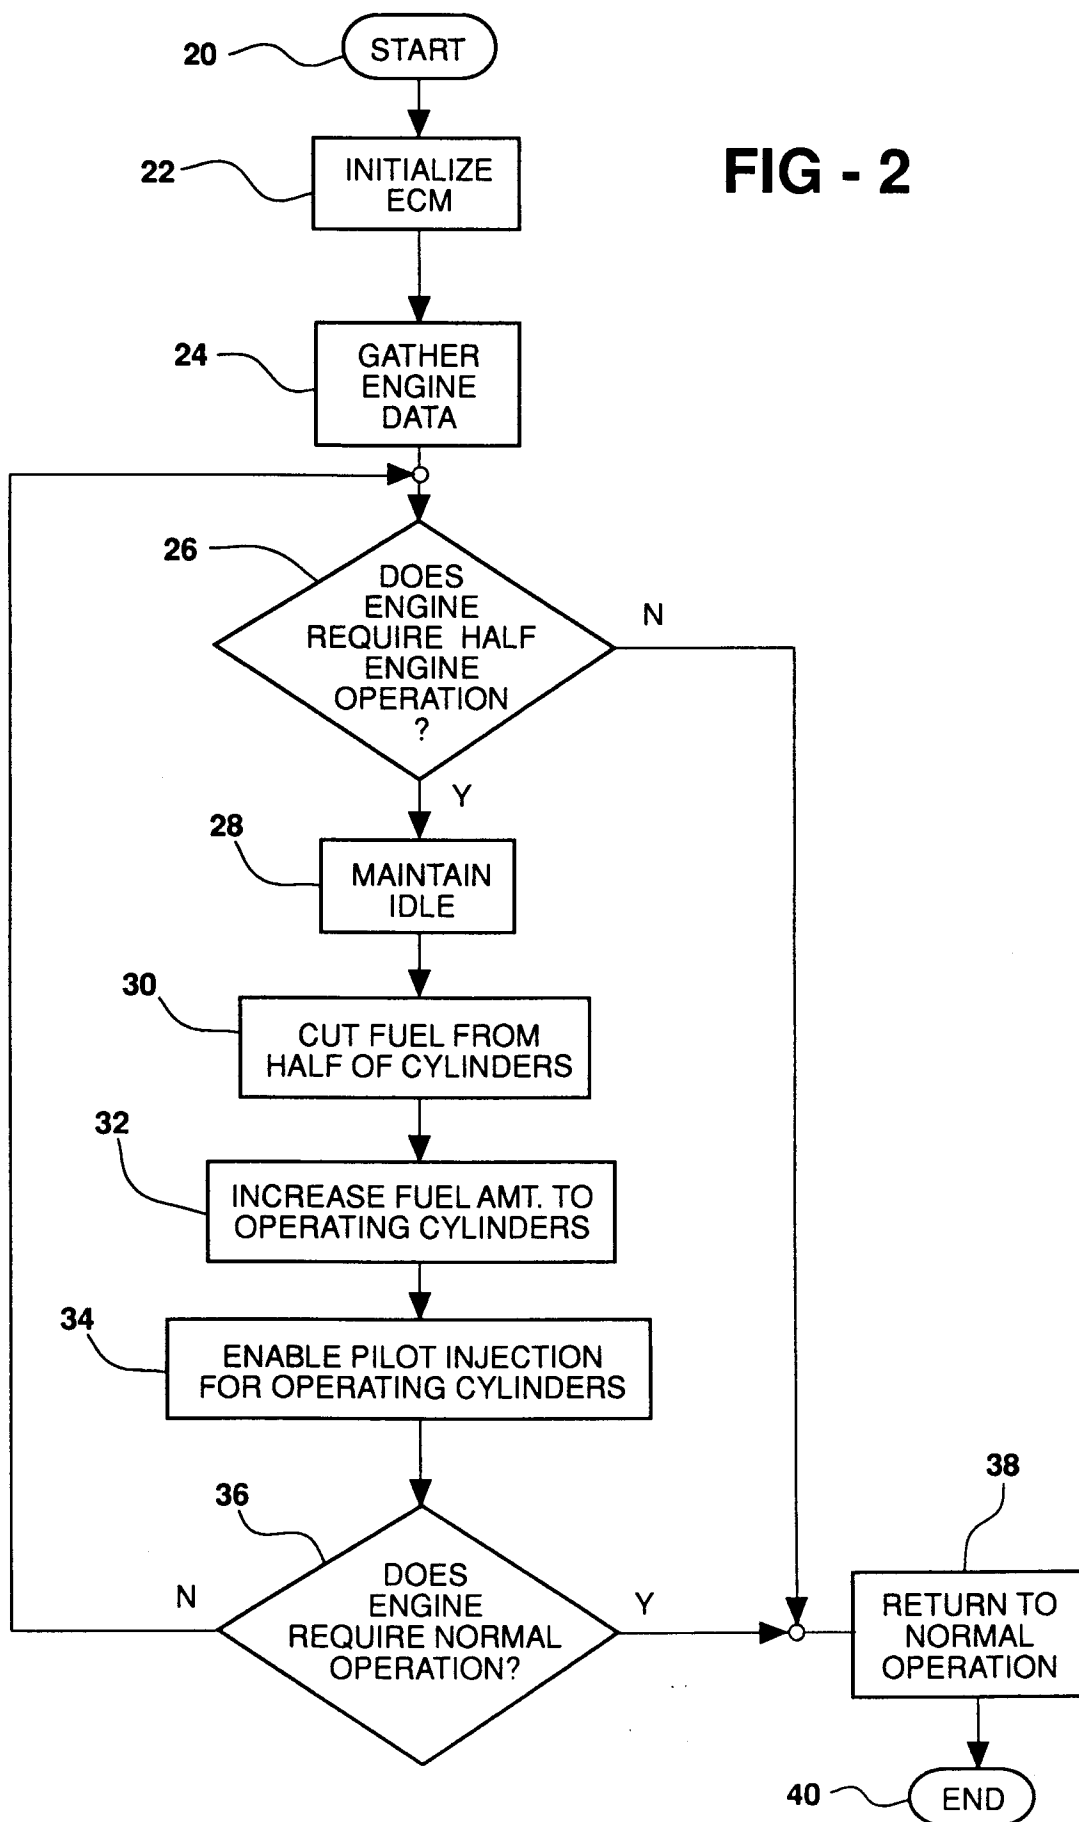 20
START
22
INITIALIZE
ECM
FIG - 2
24
GATHER
ENGINE
DATA
26
DOES
ENGINE
REQUIRE HALF
ENGINE
OPERATION
?
N
Y
28
MAINTAIN
IDLE
30
CUT FUEL FROM
HALF OF CYLINDERS
32
INCREASE FUEL AMT. TO
OPERATING CYLINDERS
34
ENABLE PILOT INJECTION
FOR OPERATING CYLINDERS
36
DOES
ENGINE
REQUIRE NORMAL
OPERATION?
N
Y
38
RETURN TO
NORMAL
OPERATION
40
END